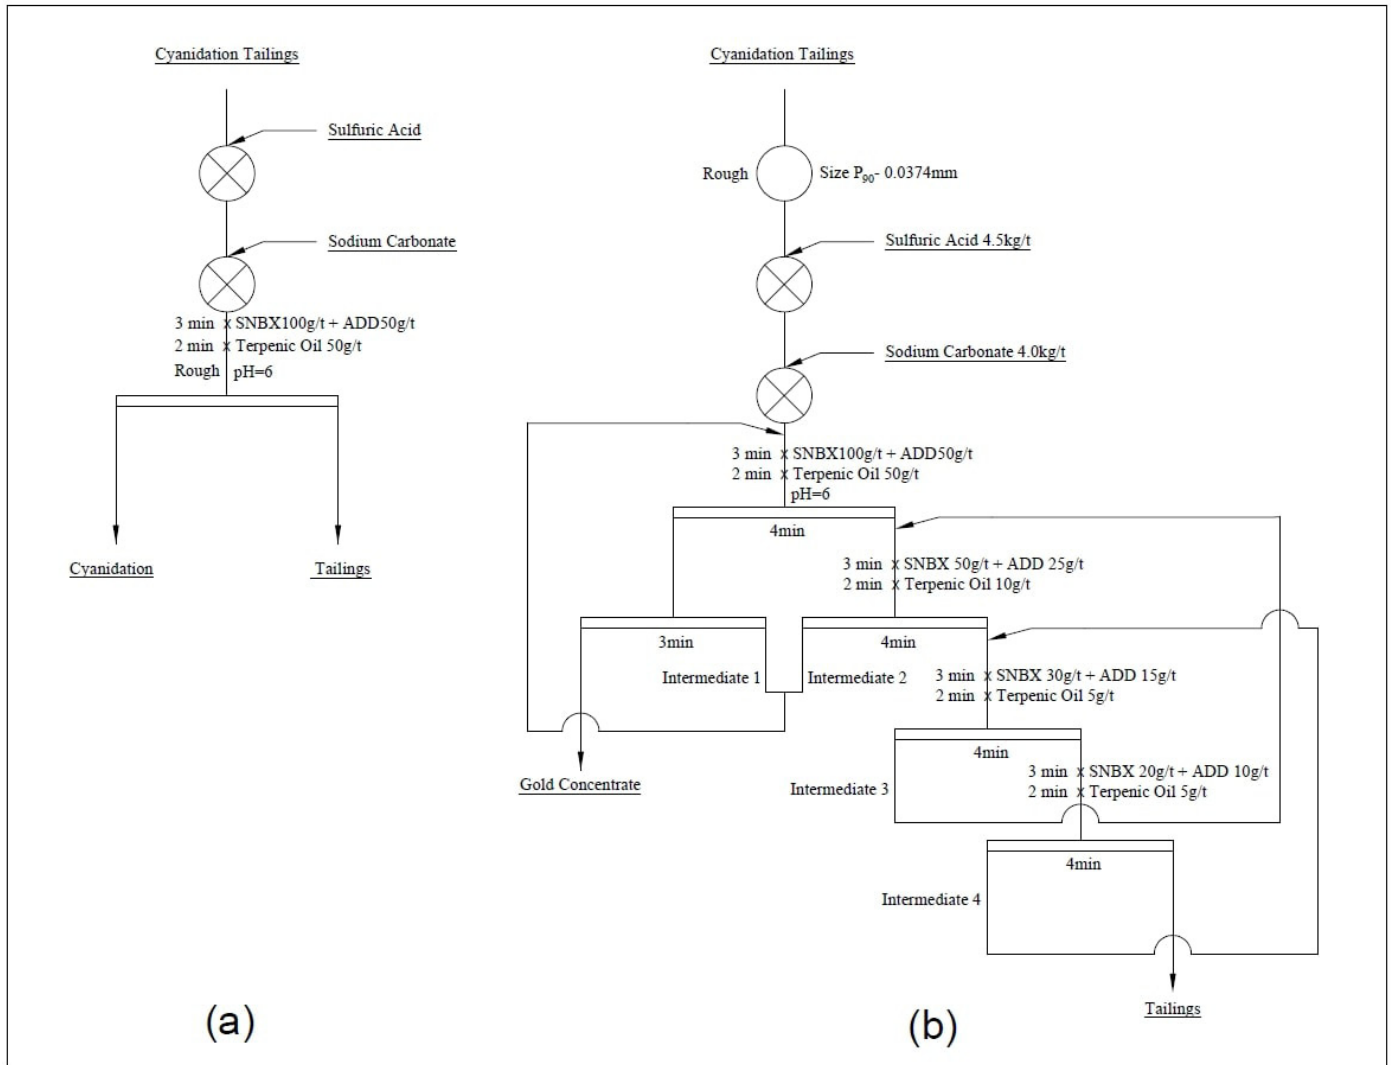 Cyanidation Tailings
Sulfuric Acid
Sodium Carbonate
3 min x SNBX100g/t + ADD50g/t
2 min x Terpenic Oil 50g/t
Rough pH=6
Cyanidation
Tailings
(a)
Cyanidation Tailings
Rough Size P90- 0.0374mm
Sulfuric Acid 4.5kg/t
Sodium Carbonate 4.0kg/t
3 min x SNBX100g/t + ADD50g/t
2 min x Terpenic Oil 50g/t
pH=6
4min
3 min x SNBX 50g/t + ADD 25g/t
2 min x Terpenic Oil 10g/t
3min
4min
Intermediate 1
Intermediate 2
3 min x SNBX 30g/t + ADD 15g/t
2 min x Terpenic Oil 5g/t
4min
Gold Concentrate
Intermediate 3
3 min x SNBX 20g/t + ADD 10g/t
2 min x Terpenic Oil 5g/t
4min
Intermediate 4
Tailings
(b)